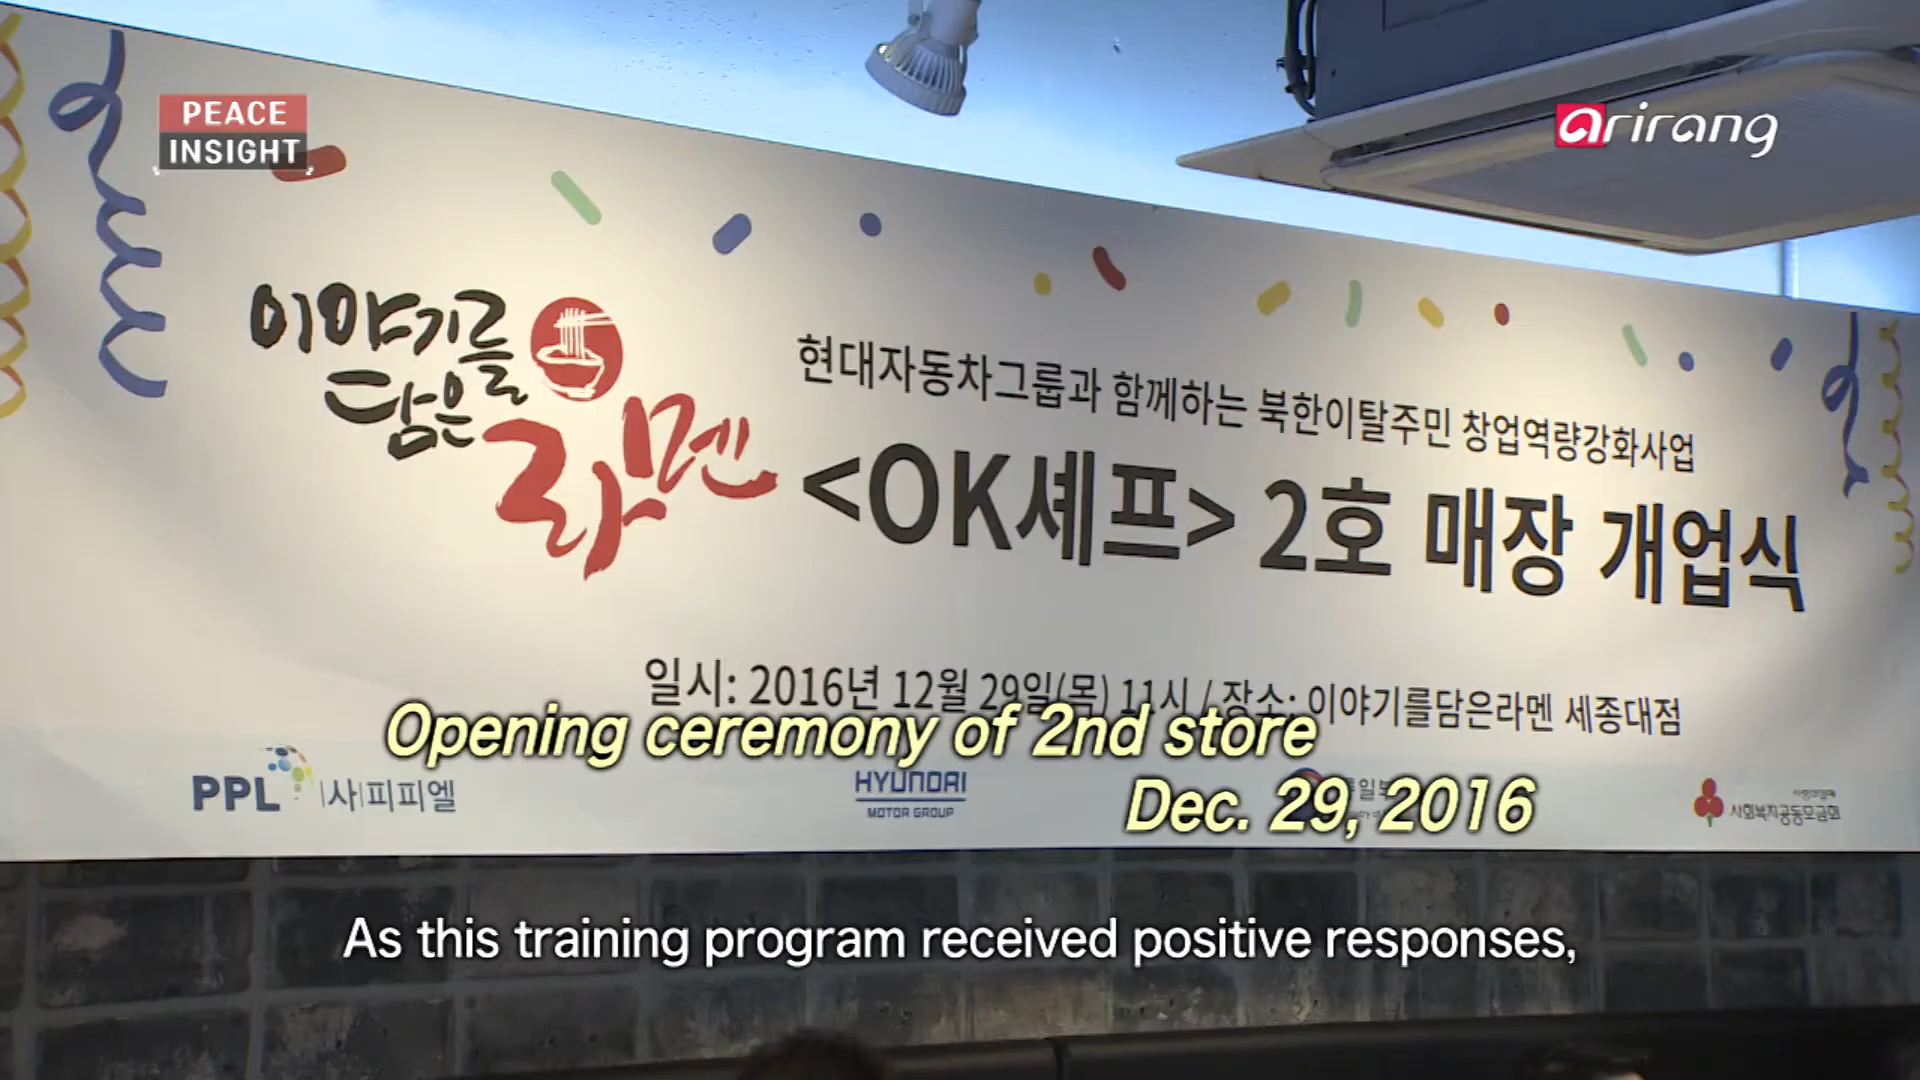 PEACE
INSIGHT
arirang
이야기를
담은
라멘
현대자동차그룹과 함께하는 북한이탈주민 창업역량강화사업
<OK셰프> 2호 매장 개업식
일시: 2016년 12월 29일(목) 11시 / 장소: 이야기를담은라멘 세종대점
Opening ceremony of 2nd store
Dec. 29, 2016
PPL |사|피피엘
HYUNDAI
MOTOR GROUP
사회복지공동모금회
As this training program received positive responses,